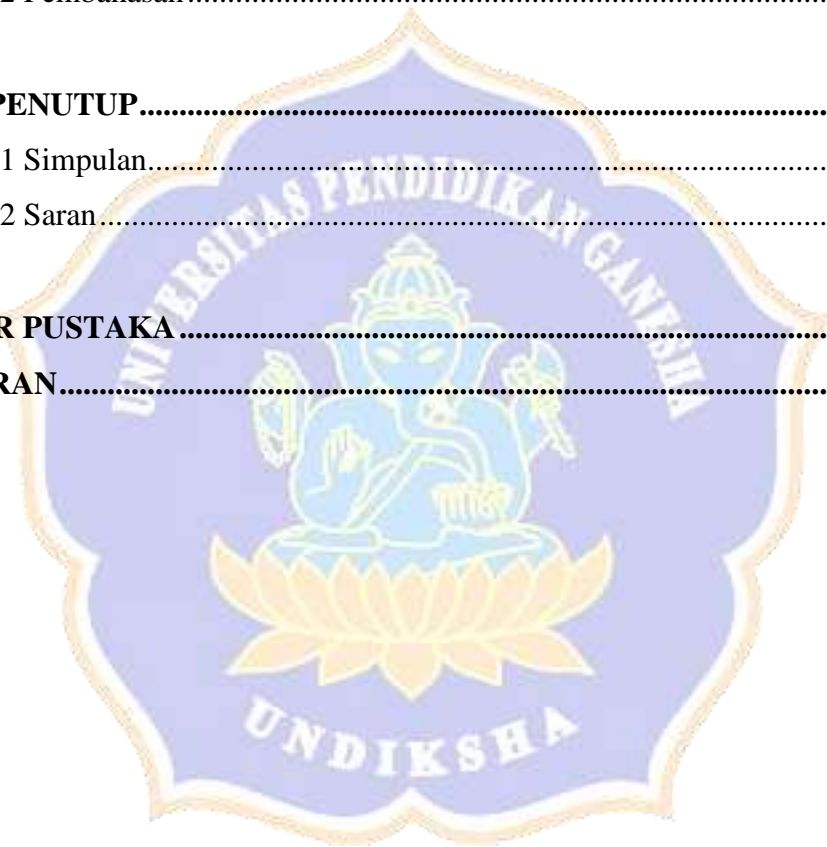 2 Pembahasan........................................................................
PENUTUP........................................................................
1 Simpulan........................................................................
2 Saran........................................................................
R PUSTAKA........................................................................
RAN........................................................................
UNIVERSITAS PENDIDIKAN GANESHA
UNDIKSHA